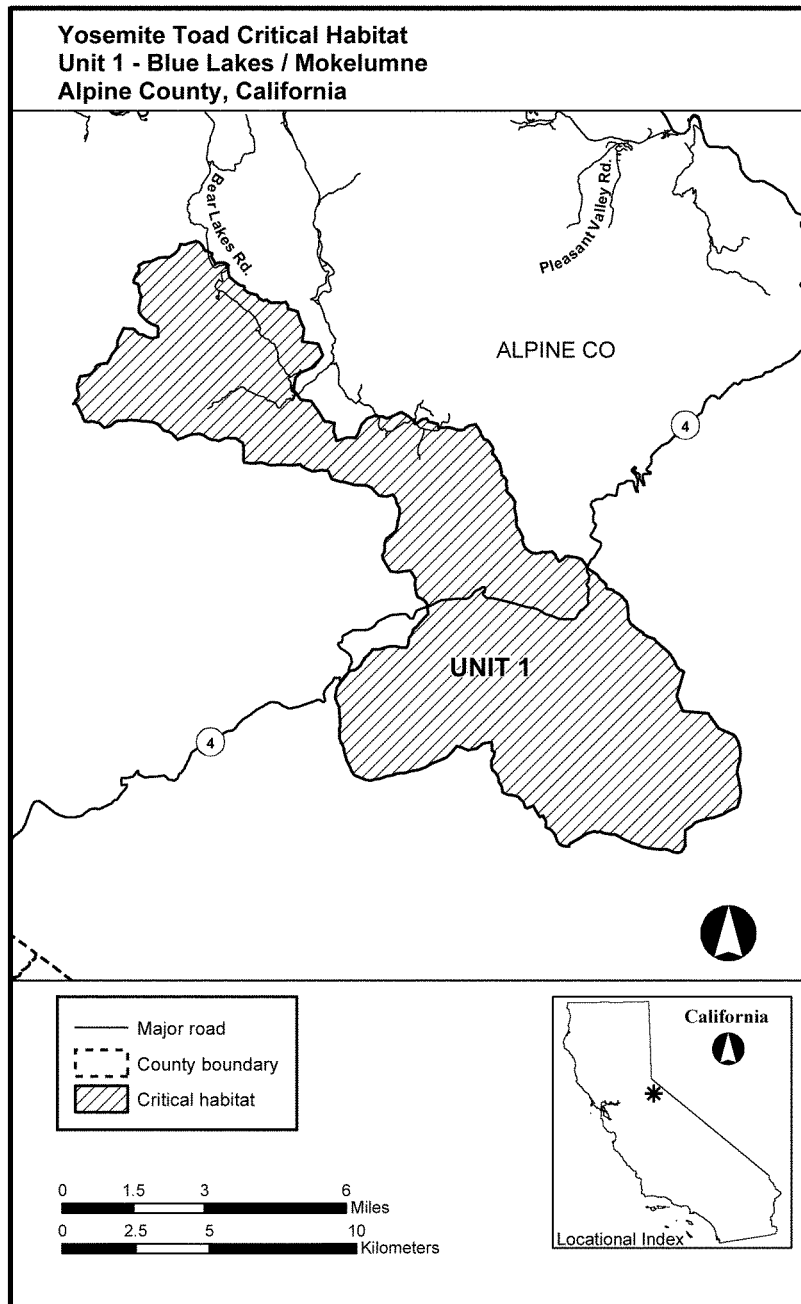 Yosemite Toad Critical Habitat
Unit 1 - Blue Lakes / Mokelumne
Alpine County, California
Bear Lakes Rd.
Pleasant Valley Rd.
ALPINE CO
4
UNIT 1
4
Major road
County boundary
Critical habitat
0 1.5 3 6
Miles
0 2.5 5 10
Kilometers
California
Locational Index